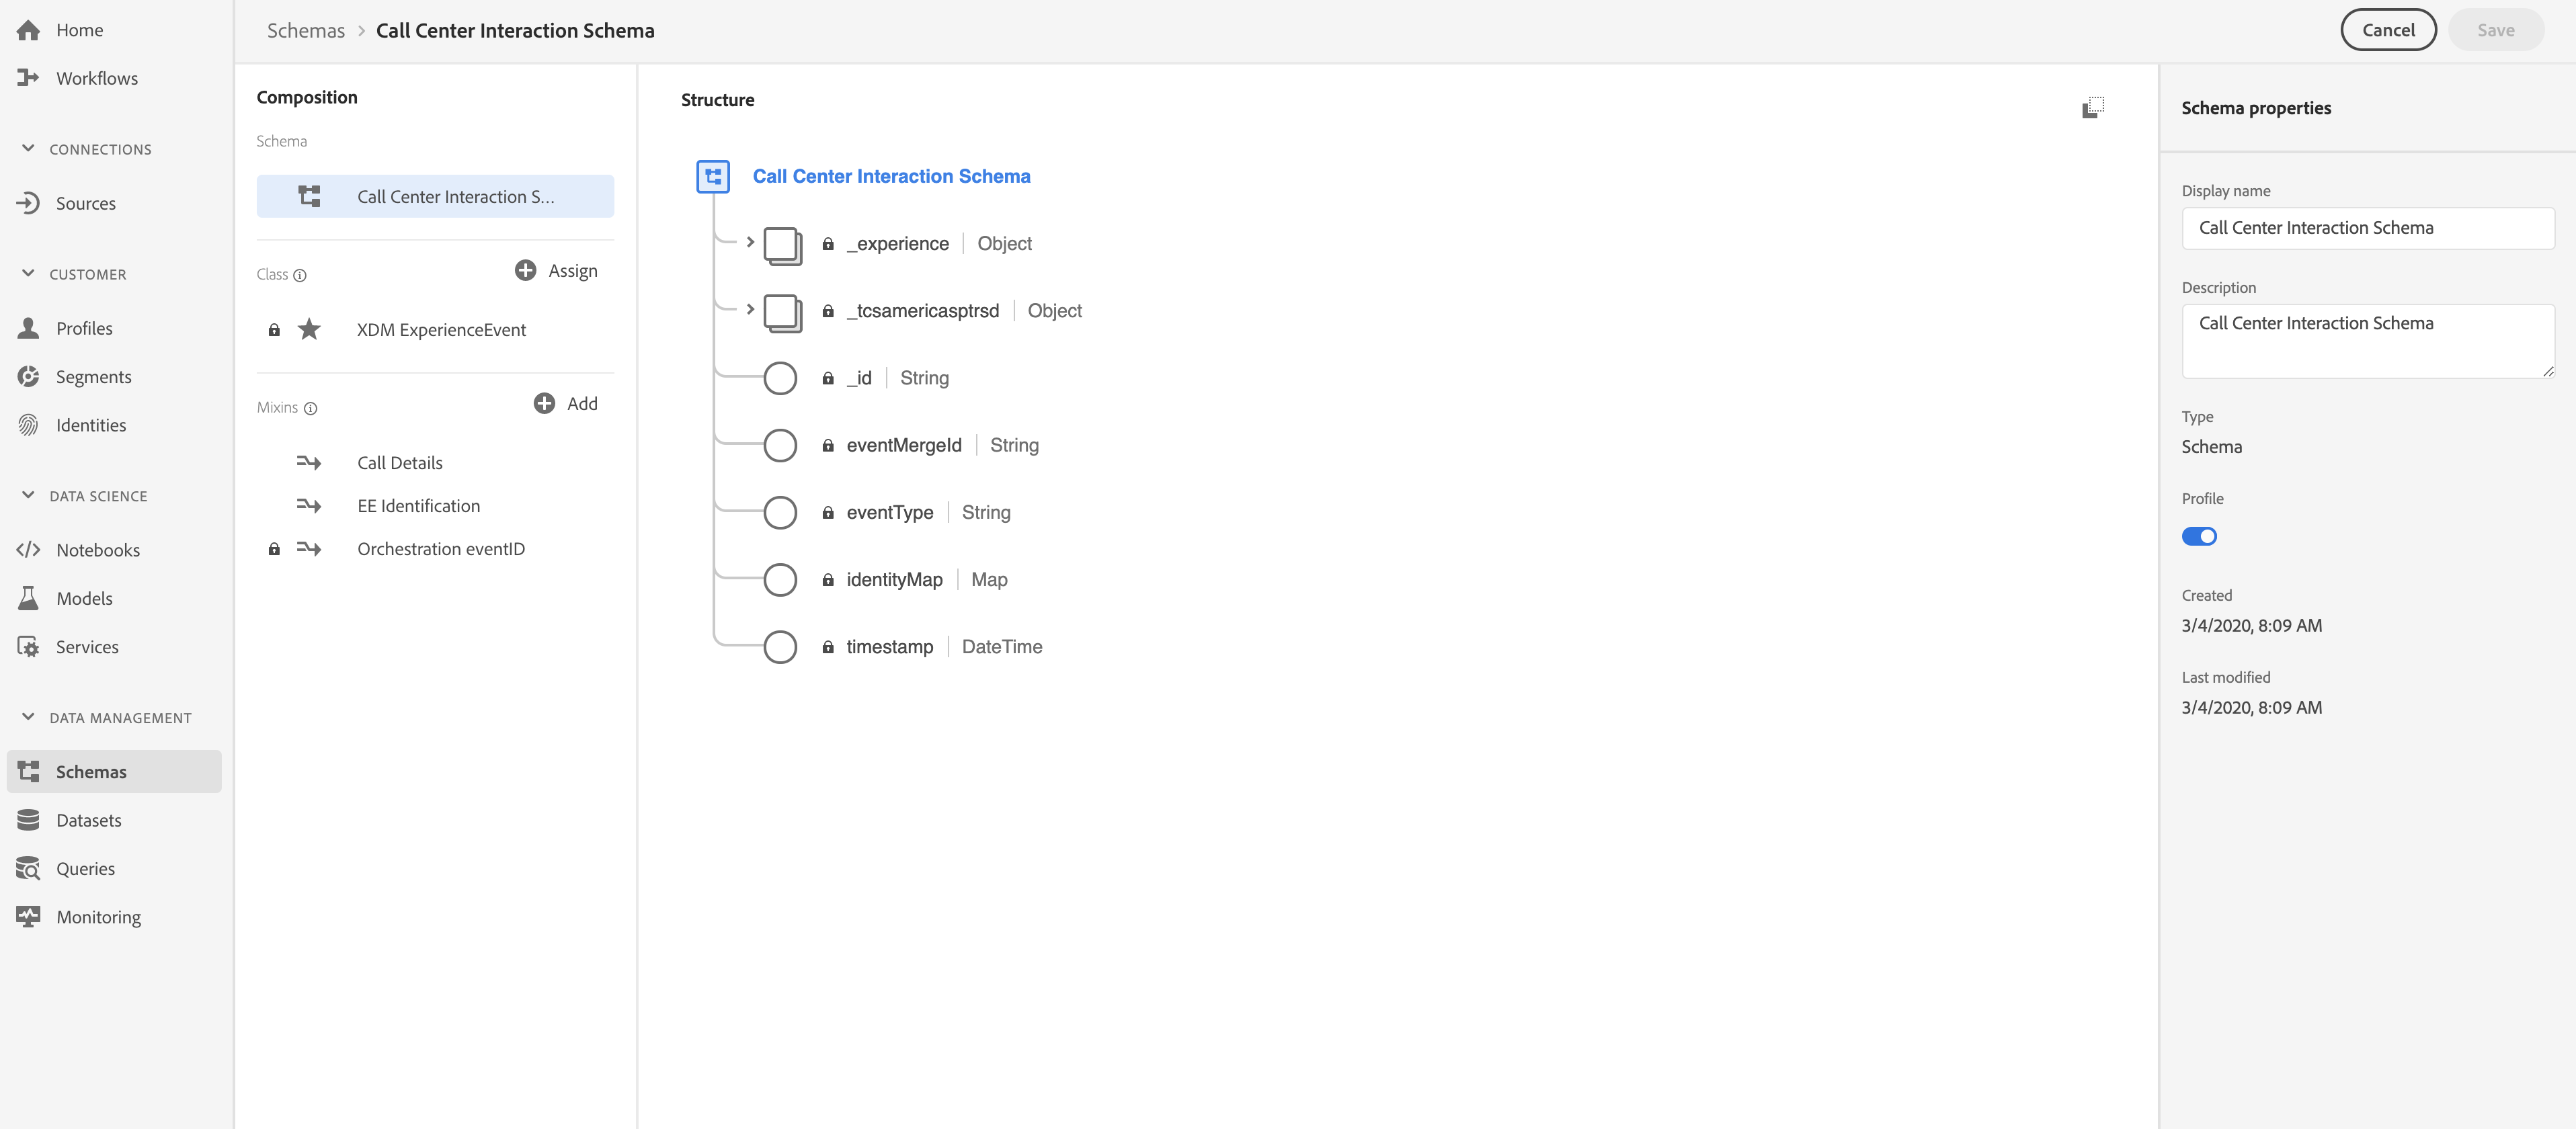 Home
Workflows
CONNECTIONS
Sources
CUSTOMER
Profiles
Segments
Identities
DATA SCIENCE
Notebooks
Models
Services
DATA MANAGEMENT
Schemas
Datasets
Queries
Monitoring
Schemas > Call Center Interaction Schema
Cancel
Save
Composition
Schema
Call Center Interaction S...
Class
Assign
XDM ExperienceEvent
Mixins
Add
Call Details
EE Identification
Orchestration eventID
Structure
Call Center Interaction Schema
_experience | Object
_tcsamericasptrsd | Object
_id | String
eventMergeId | String
eventType | String
identityMap | Map
timestamp | DateTime
Schema properties
Display name
Call Center Interaction Schema
Description
Call Center Interaction Schema
Type
Schema
Profile
Created
3/4/2020, 8:09 AM
Last modified
3/4/2020, 8:09 AM